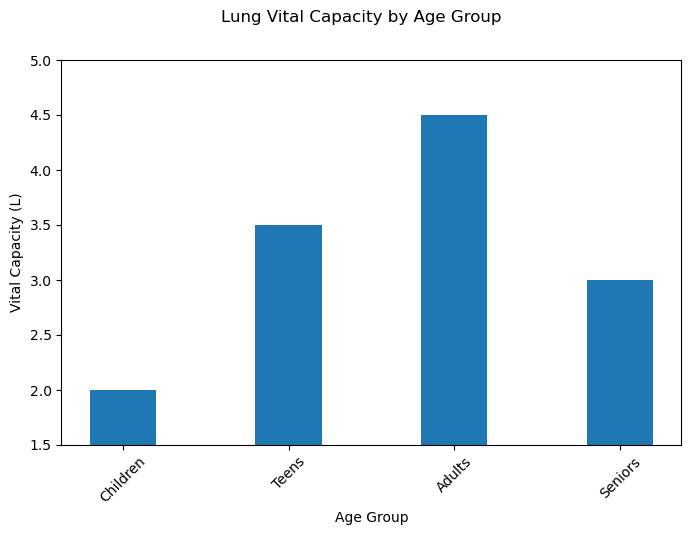 Lung Vital Capacity by Age Group
5.0
4.5
4.0
3.5
3.0
2.5
2.0
1.5
Vital Capacity (L)
Children
Teens
Adults
Seniors
Age Group